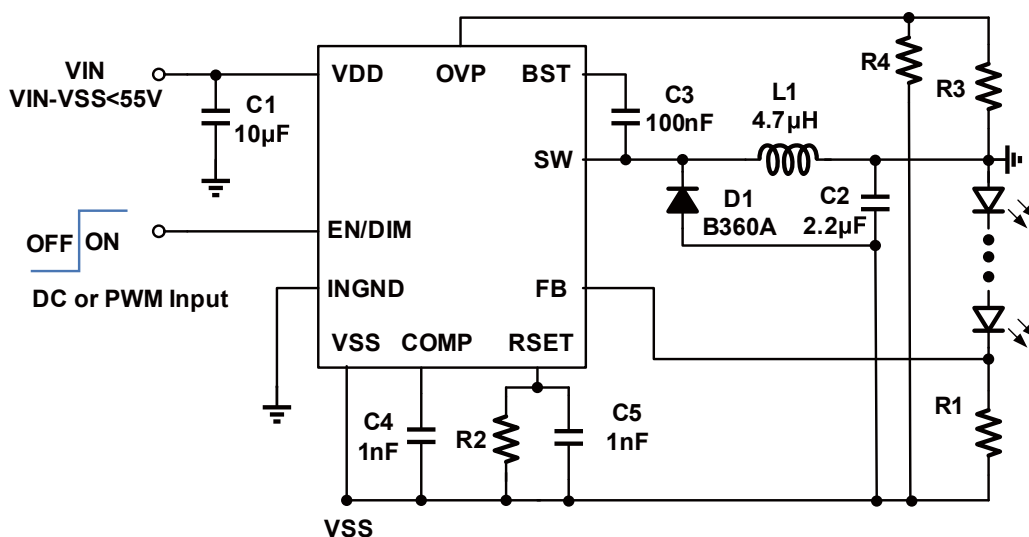 VIN
VIN-VSS<55V
C1
10µF
VDD
OVP
BST
C3
100nF
L1
4.7µH
R4
R3
SW
D1
B360A
C2
2.2µF
OFF
ON
EN/DIM
DC or PWM Input
INGND
FB
VSS
COMP
RSET
C4
1nF
R2
C5
1nF
R1
VSS